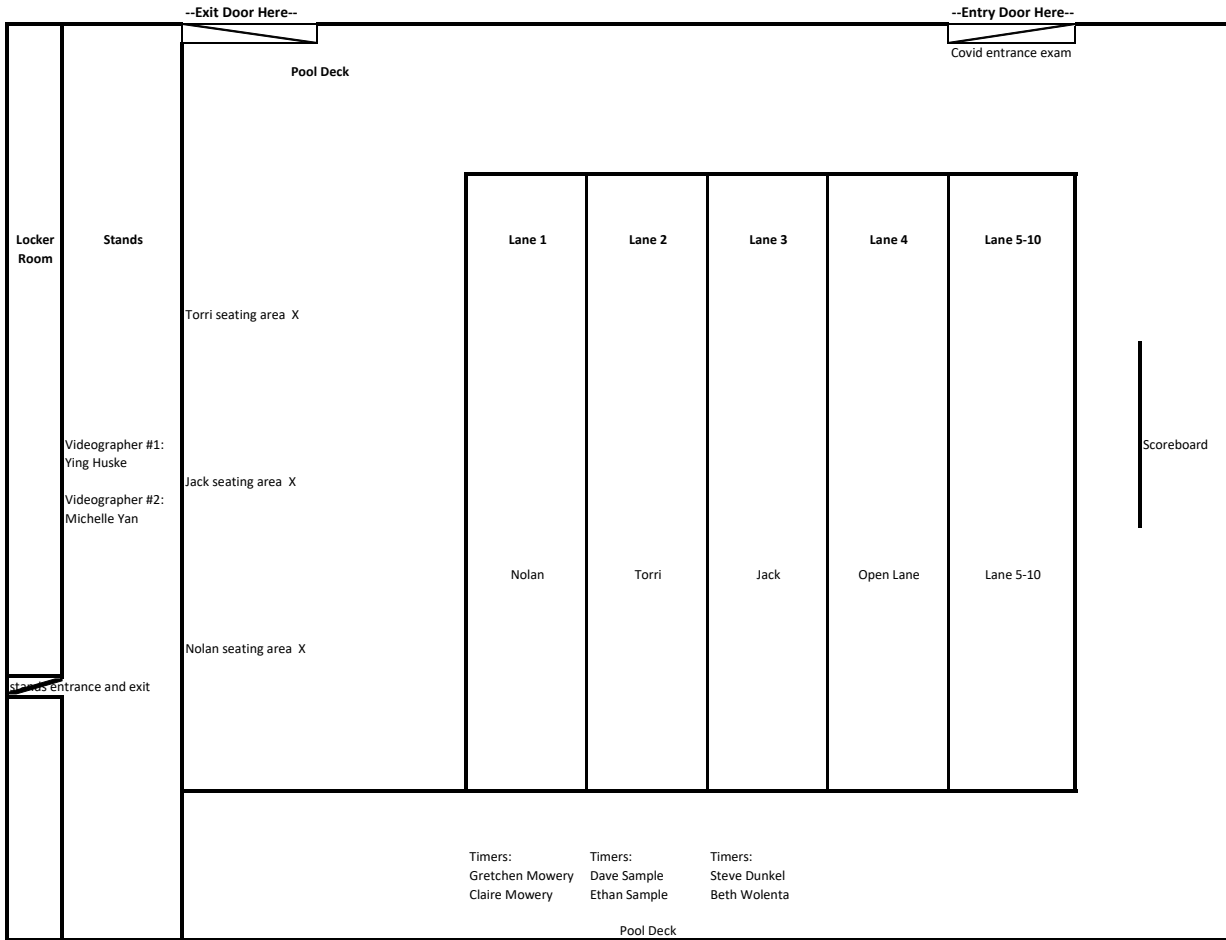 --Exit Door Here--
--Entry Door Here--
Covid entrance exam
Pool Deck
Locker
Room
Stands
Lane 1
Lane 2
Lane 3
Lane 4
Lane 5-10
Torri seating area  X
Videographer #1:
Ying Huske
Scoreboard
Jack seating area  X
Videographer #2:
Michelle Yan
Nolan
Torri
Jack
Open Lane
Lane 5-10
Nolan seating area  X
stands entrance and exit
Timers:
Gretchen Mowery
Claire Mowery
Timers:
Dave Sample
Ethan Sample
Timers:
Steve Dunkel
Beth Wolenta
Pool Deck